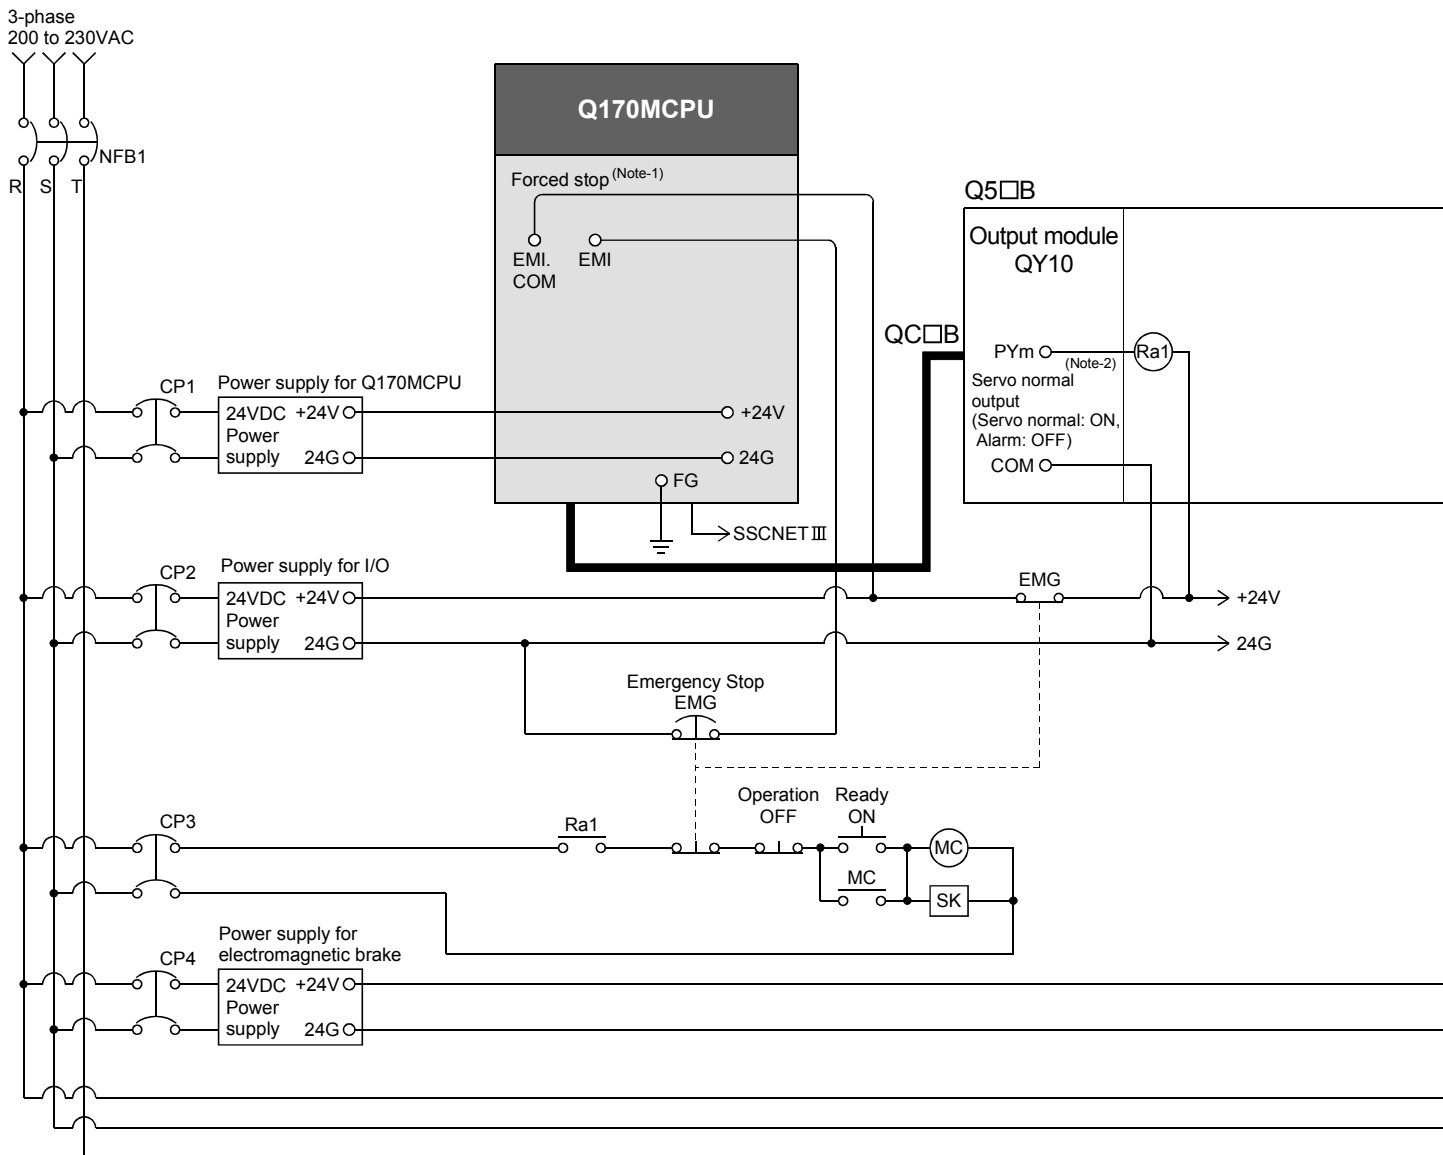 3-phase
200 to 230VAC
NFB1
R S T
Q170MCPU
Forced stop (Note-1)
EMI.
COM
EMI
+24V
24G
FG
SSCNETⅢ
Q5□B
Output module
QY10
QC□B
PYm
(Note-2)
Ra1
Servo normal
output
(Servo normal: ON,
Alarm: OFF)
COM
CP1
Power supply for Q170MCPU
24VDC +24V
Power
supply 24G
CP2
Power supply for I/O
24VDC +24V
Power
supply 24G
EMG
+24V
24G
Emergency Stop
EMG
CP3
Ra1
Operation
OFF
Ready
ON
MC
MC
SK
CP4
Power supply for
electromagnetic brake
24VDC +24V
Power
supply 24G